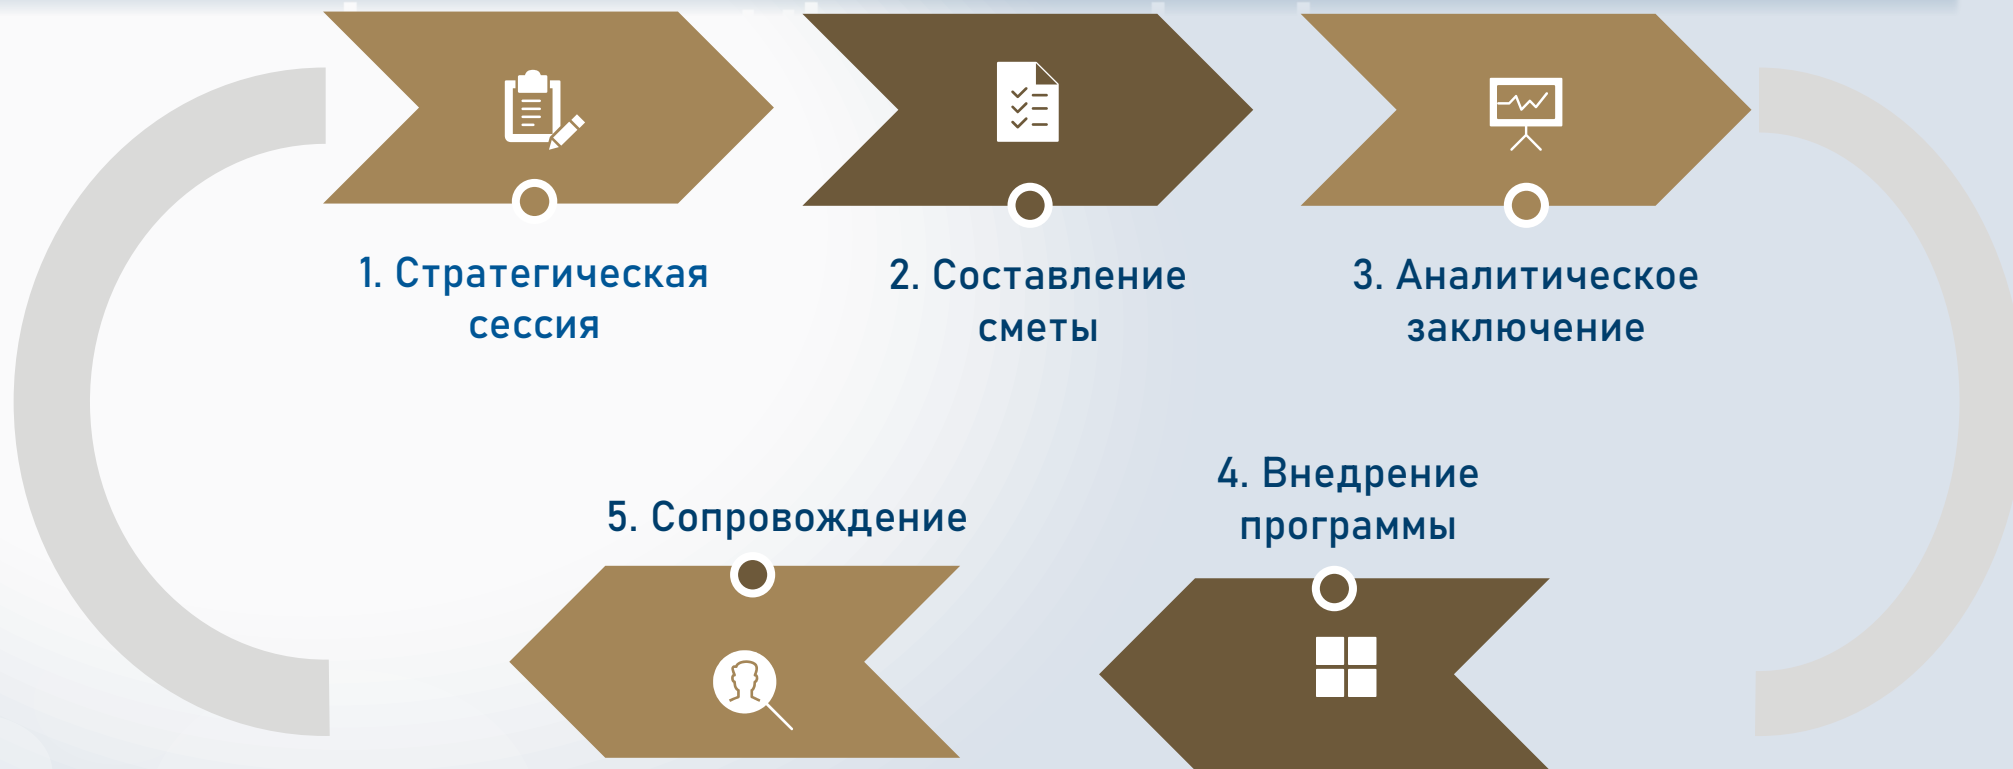 1. Стратегическая
сессия
2. Составление
сметы
3. Аналитическое
заключение
4. Внедрение
программы
5. Сопровождение